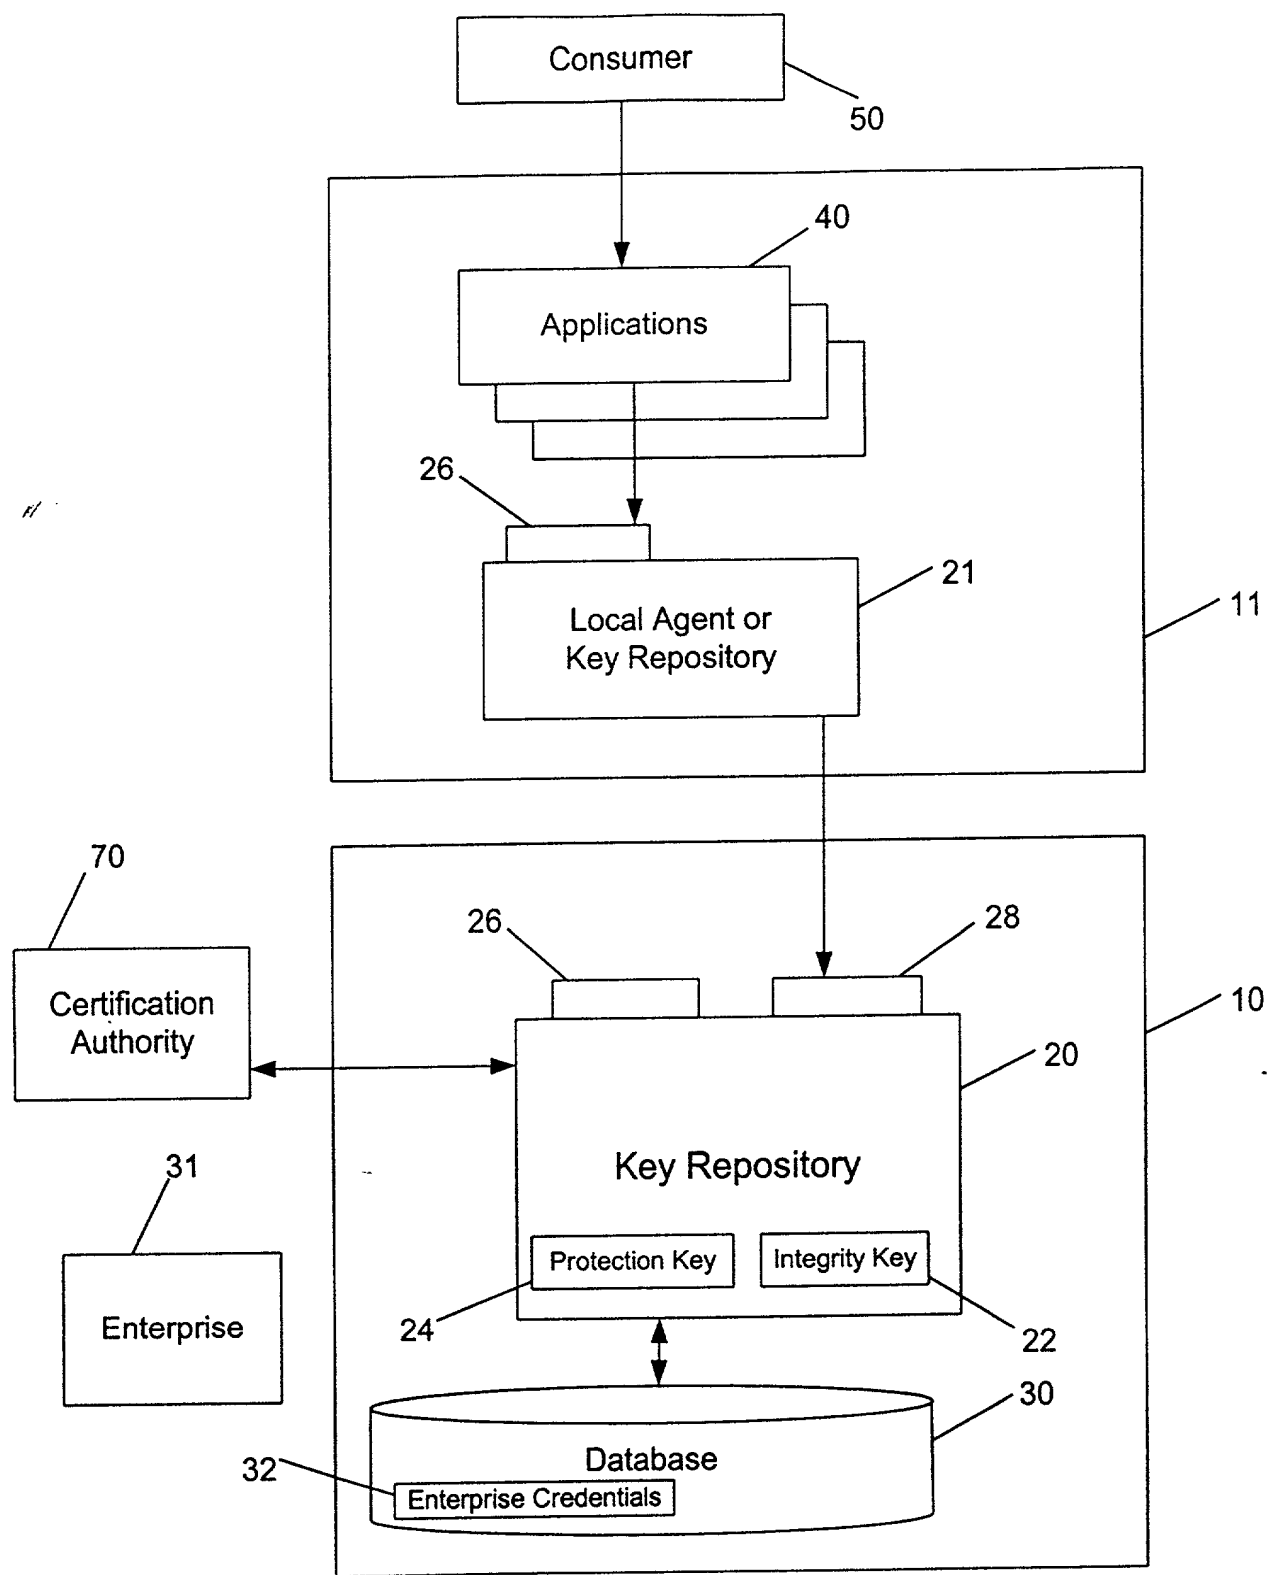 Consumer
50
40
Applications
26
21
Local Agent or
Key Repository
11
70
26
28
Certification
Authority
10
20
Key Repository
31
Protection Key
Integrity Key
Enterprise
24
22
30
Database
32
Enterprise Credentials